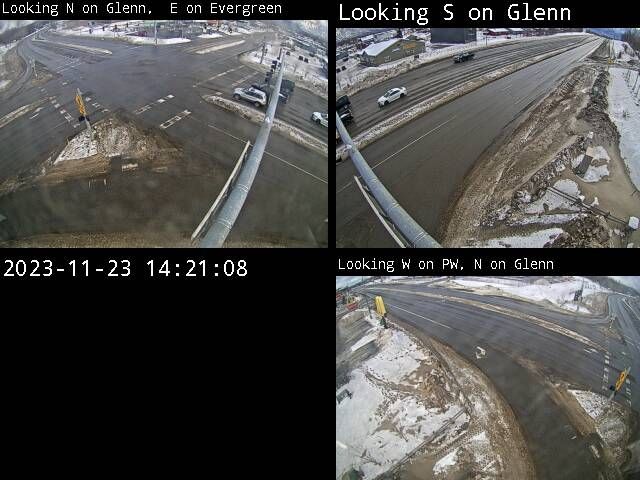 Looking N on Glenn,  E on Evergreen
Looking S on Glenn
2023-11-23 14:21:08
Looking W on PW, N on Glenn